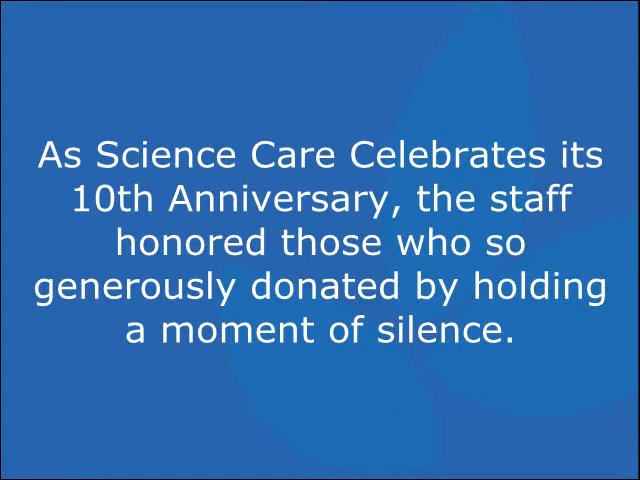 As Science Care Celebrates its
10th Anniversary, the staff
honored those who so
generously donated by holding
a moment of silence.